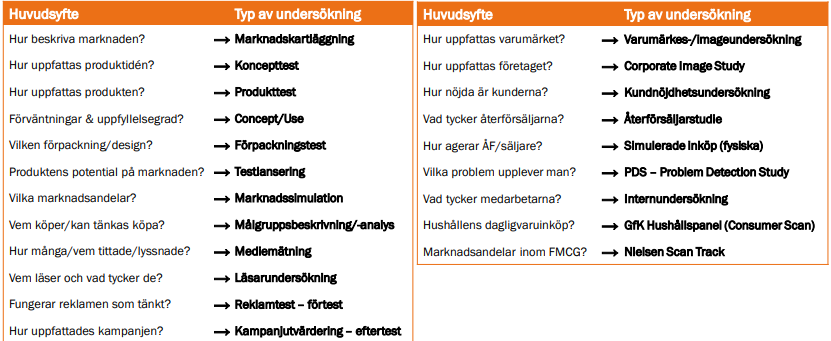 Huvudsyfte Typ av undersökning
Hur beskriva marknaden? → Marknadskartläggning
Hur uppfattas produktidén? → Koncepttest
Hur uppfattas produkten? → Produkttest
Förväntningar & uppfyllelsegrad? → Concept/Use
Vilken förpackning/design? → Förpackningstest
Produktens potential på marknaden? → Testlansering
Vilka marknadsandelar? → Marknadssimulation
Vem köper/kan tänkas köpa? → Målgruppsbeskrivning/-analys
Hur många/vem tittade/lyssnade? → Mediemätning
Vem läser och vad tycker de? → Läsarundersökning
Fungerar reklamen som tänkt? → Reklamtest – förtest
Hur uppfattades kampanjen? → Kampanjutvärdering – eftertest
Huvudsyfte Typ av undersökning
Hur uppfattas varumärket? → Varumärkes-/Imageundersökning
Hur uppfattas företaget? → Corporate Image Study
Hur nöjda är kunderna? → Kundnöjdhetsundersökning
Vad tycker återförsäljarna? → Återförsäljarstudie
Hur agerar ÅF/säljare? → Simulerade inköp (fysiska)
Vilka problem upplever man? → PDS – Problem Detection Study
Vad tycker medarbetarna? → Internundersökning
Hushållens dagligvaruinköp? → GfK Hushållspanel (Consumer Scan)
Marknadsandelar inom FMCG? → Nielsen Scan Track